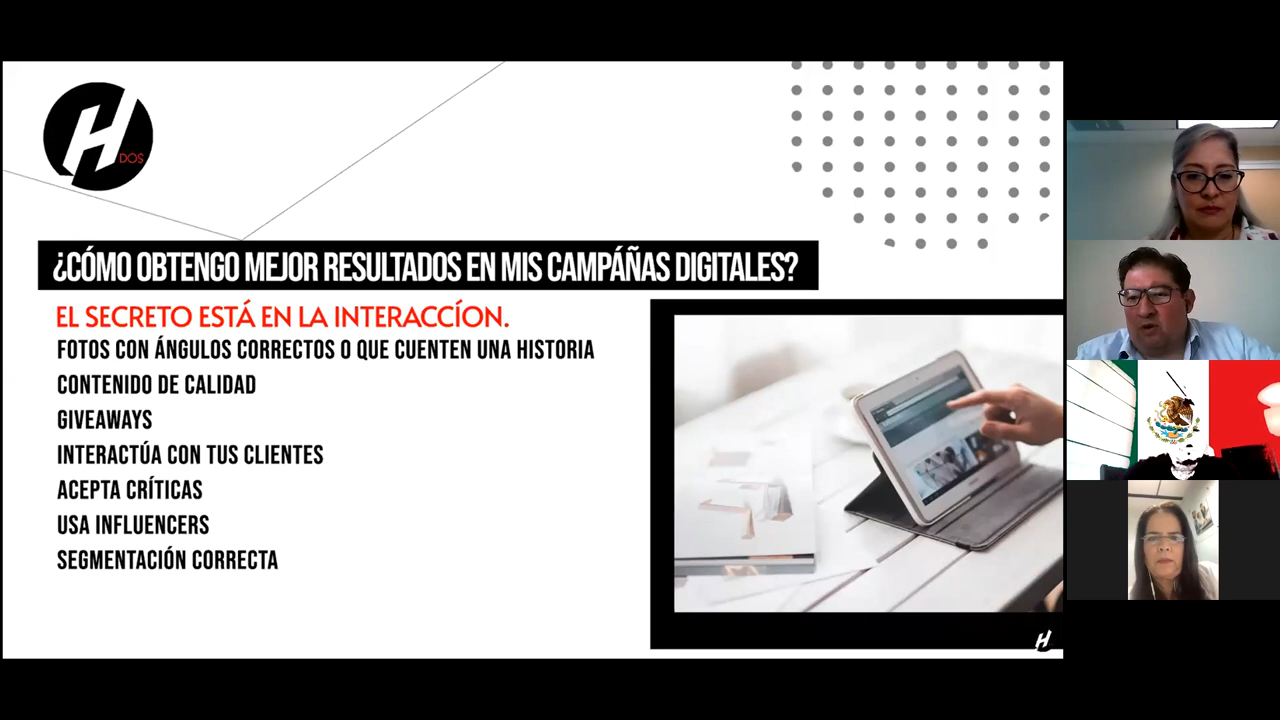 H
DOS
¿CÓMO OBTENGO MEJOR RESULTADOS EN MIS CAMPÁÑAS DIGITALES?
EL SECRETO ESTÁ EN LA INTERACCÍON.
FOTOS CON ÁNGULOS CORRECTOS O QUE CUENTEN UNA HISTORIA
CONTENIDO DE CALIDAD
GIVEAWAYS
INTERACTÚA CON TUS CLIENTES
ACEPTA CRÍTICAS
USA INFLUENCERS
SEGMENTACIÓN CORRECTA
H